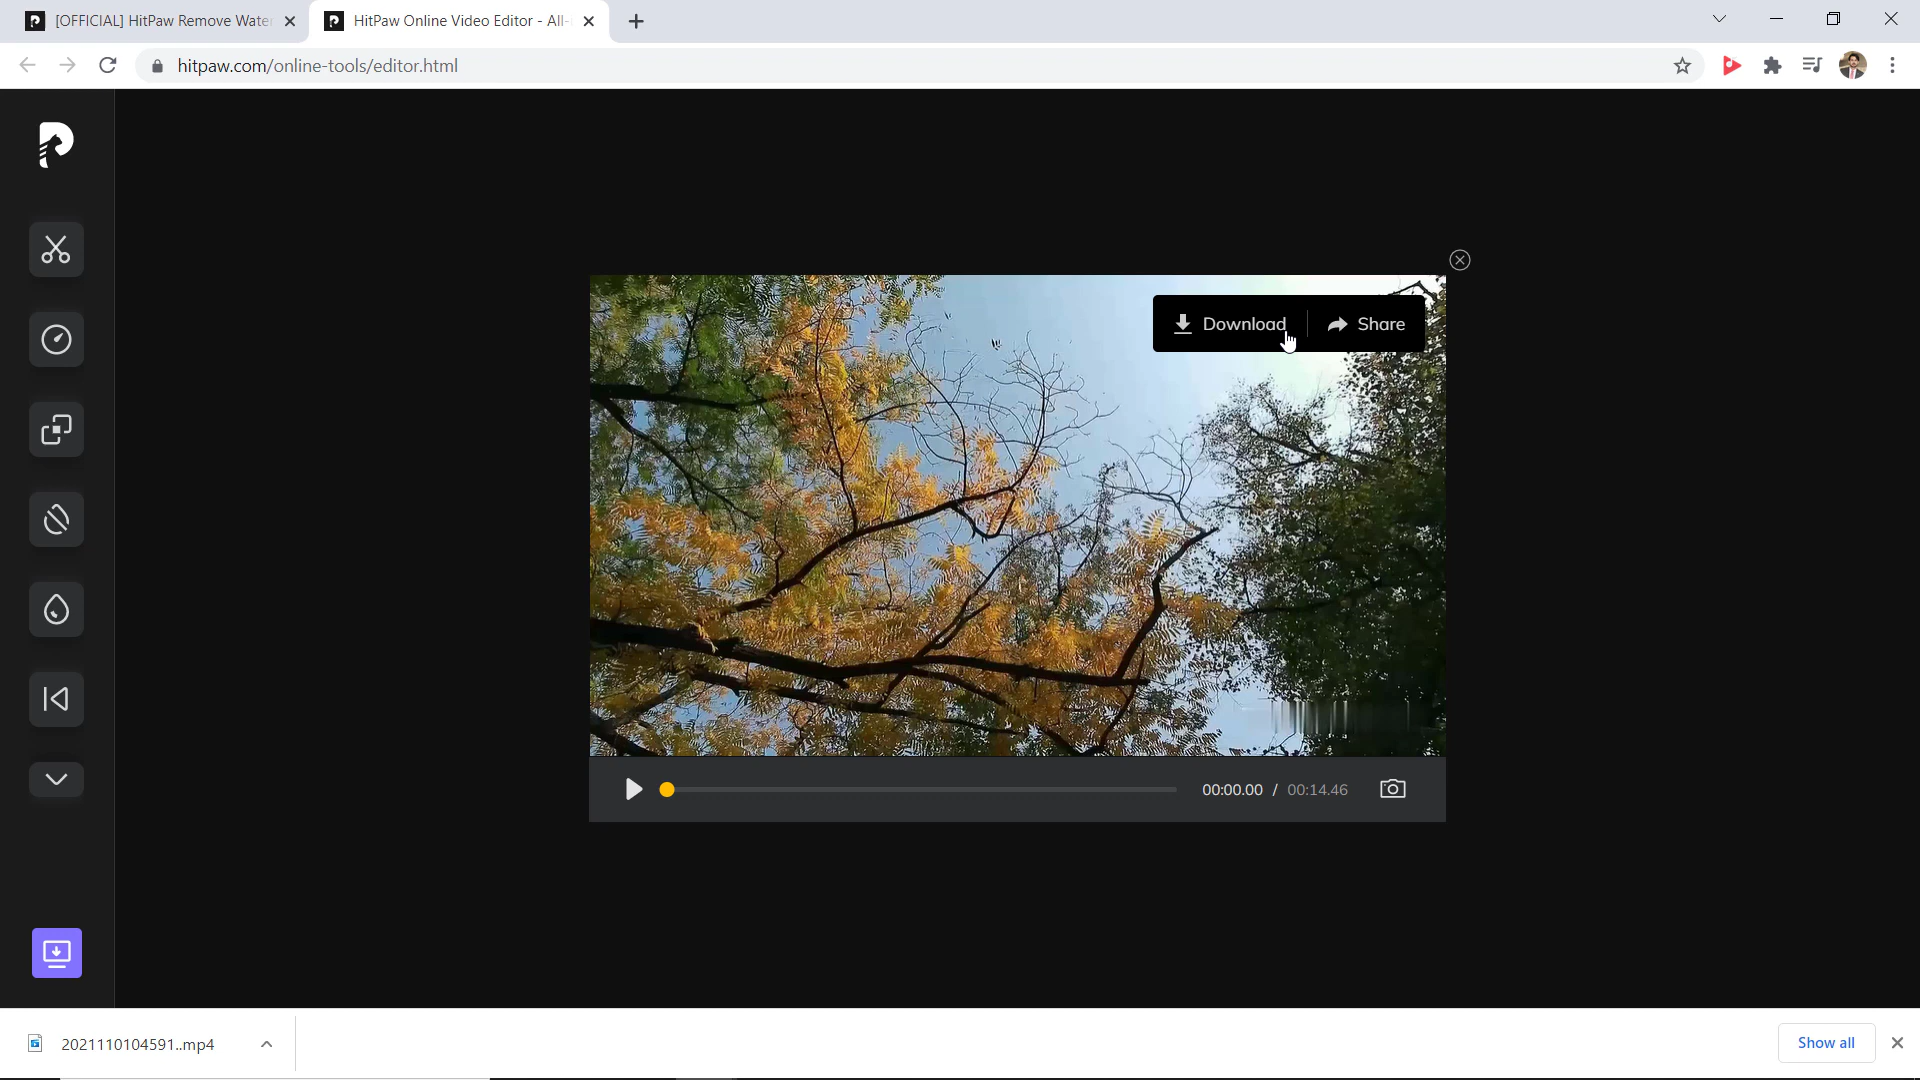 [OFFICIAL] HitPaw Remove Water
HitPaw Online Video Editor - All-
hitpaw.com/online-tools/editor.html
Download
Share
00:00.00 / 00:14.46
2021110104591..mp4
Show all